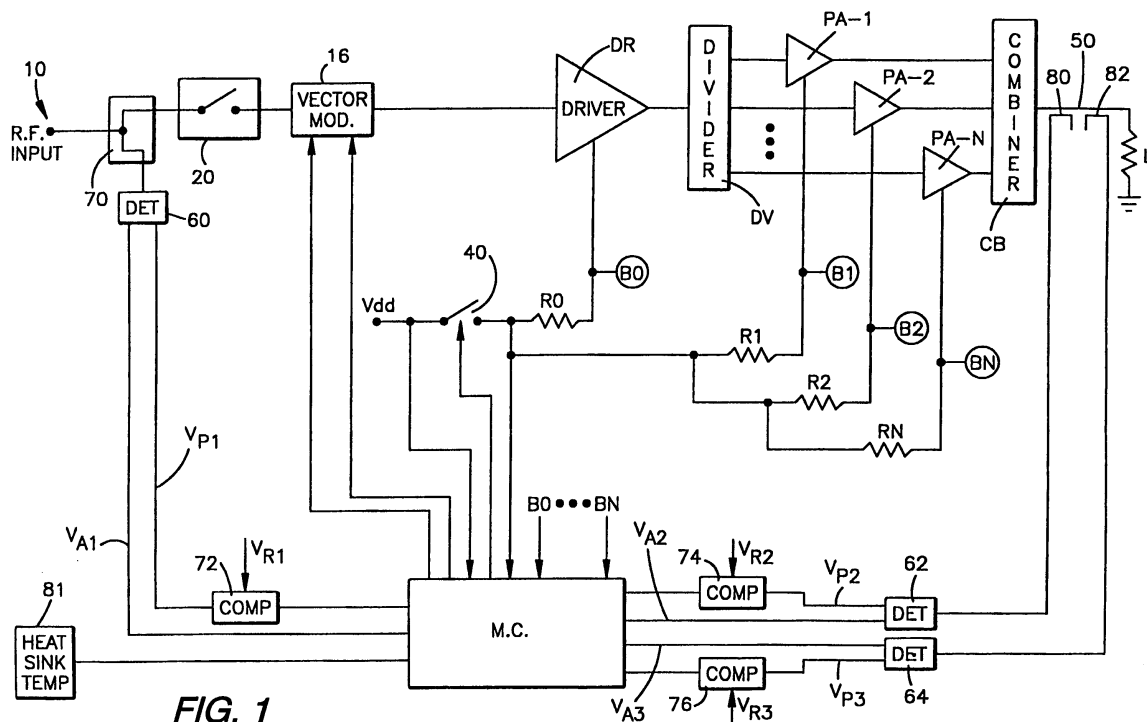 10
R.F.
INPUT
70
20
16
VECTOR
MOD.
DET
60
DR
DRIVER
DIVIDER
DV
PA-1
PA-2
PA-N
COMBINER
CB
80
50
82
L
40
Vdd
R0
B0
R1
B1
R2
B2
RN
BN
VP1
VA1
VR1
72
COMP
81
HEAT
SINK
TEMP
B0•••BN
M.C.
VA2
74
VR2
COMP
VP2
62
DET
VA3
COMP
76
VR3
VP3
DET
64
FIG. 1